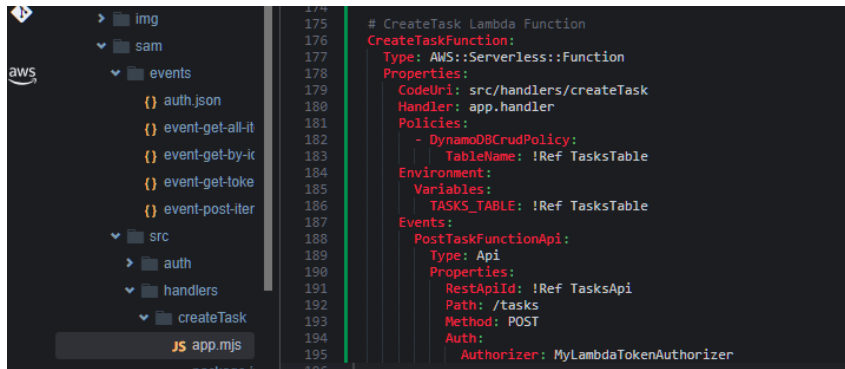 img
sam
aws
events
auth.json
event-get-all-it
event-get-by-ic
event-get-toke
event-post-iter
src
auth
handlers
createTask
JS app.mjs
174
175 # CreateTask Lambda Function
176 CreateTaskFunction:
177 Type: AWS::Serverless::Function
178 Properties:
179 CodeUri: src/handlers/createTask
180 Handler: app.handler
181 Policies:
182 - DynamoDBCrudPolicy:
183 TableName: !Ref TasksTable
184 Environment:
185 Variables:
186 TASKS_TABLE: !Ref TasksTable
187 Events:
188 PostTaskFunctionApi:
189 Type: Api
190 Properties:
191 RestApiId: !Ref TasksApi
192 Path: /tasks
193 Method: POST
194 Auth:
195 Authorizer: MyLambdaTokenAuthorizer